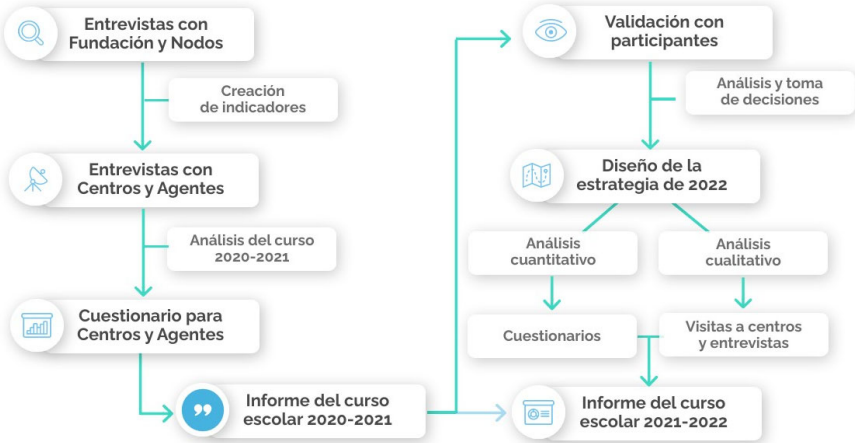 Entrevistas con
Fundación y Nodos
Creación
de indicadores
Entrevistas con
Centros y Agentes
Análisis del curso
2020-2021
Cuestionario para
Centros y Agentes
Informe del curso
escolar 2020-2021
Validación con
participantes
Análisis y toma
de decisiones
Diseño de la
estrategia de 2022
Análisis
cuantitativo
Análisis
cualitativo
Cuestionarios
Visitas a centros
y entrevistas
Informe del curso
escolar 2021-2022